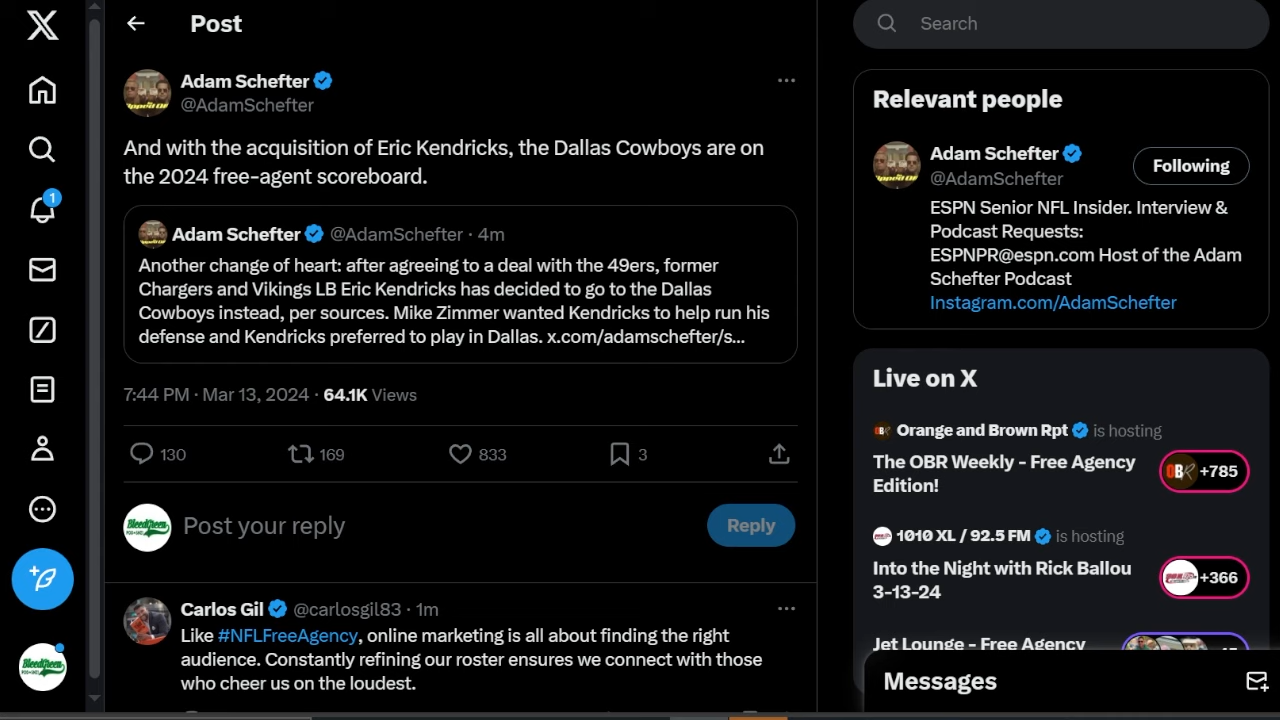 Post
Adam Schefter
@AdamSchefter
And with the acquisition of Eric Kendricks, the Dallas Cowboys are on
the 2024 free-agent scoreboard.
Adam Schefter @AdamSchefter · 4m
Another change of heart: after agreeing to a deal with the 49ers, former
Chargers and Vikings LB Eric Kendricks has decided to go to the Dallas
Cowboys instead, per sources. Mike Zimmer wanted Kendricks to help run his
defense and Kendricks preferred to play in Dallas. x.com/adamschefter/s...
7:44 PM · Mar 13, 2024 · 64.1K Views
130 169 833 3
Post your reply
Reply
Carlos Gil @carlosgil83 · 1m
Like #NFLFreeAgency, online marketing is all about finding the right
audience. Constantly refining our roster ensures we connect with those
who cheer us on the loudest.
1
BleedGreen
Search
Relevant people
Adam Schefter
@AdamSchefter
Following
ESPN Senior NFL Insider. Interview &
Podcast Requests:
ESPNPR@espn.com Host of the Adam
Schefter Podcast
Instagram.com/AdamSchefter
Live on X
Orange and Brown Rpt is hosting
The OBR Weekly - Free Agency
Edition!
OBR +785
1010 XL / 92.5 FM is hosting
Into the Night with Rick Ballou
3-13-24
+366
Jet Lounge - Free Agency
Messages